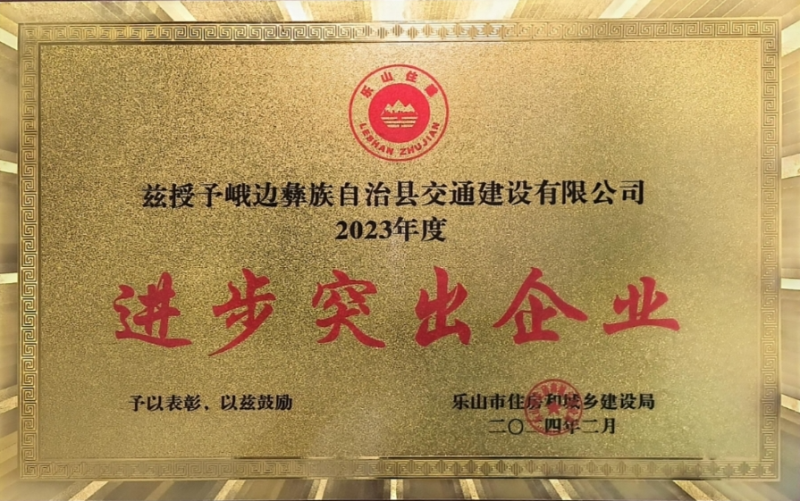 乐山住建
LESHAN ZHUJIAN
兹授予峨边彝族自治县交通建设有限公司
2023年度
进步突出企业
予以表彰，以兹鼓励
乐山市住房和城乡建设局
二〇二四年二月